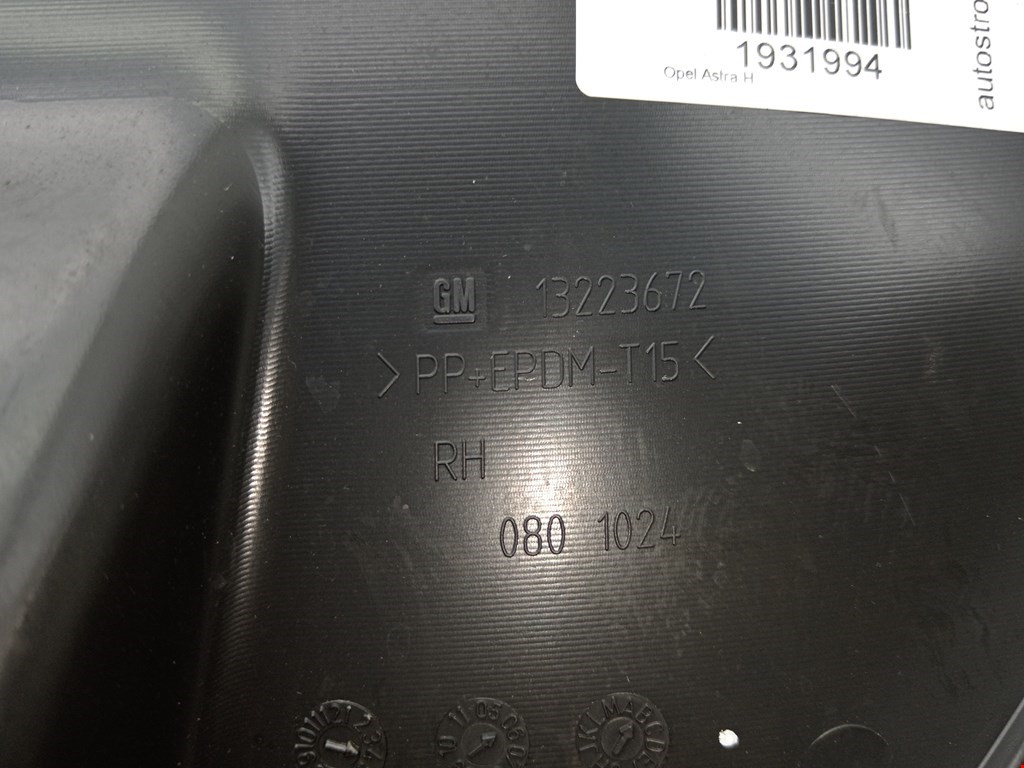 1931994
Opel Astra H
autostro
GM 13223672
>PP+EPDM-T15<
RH
080 1024